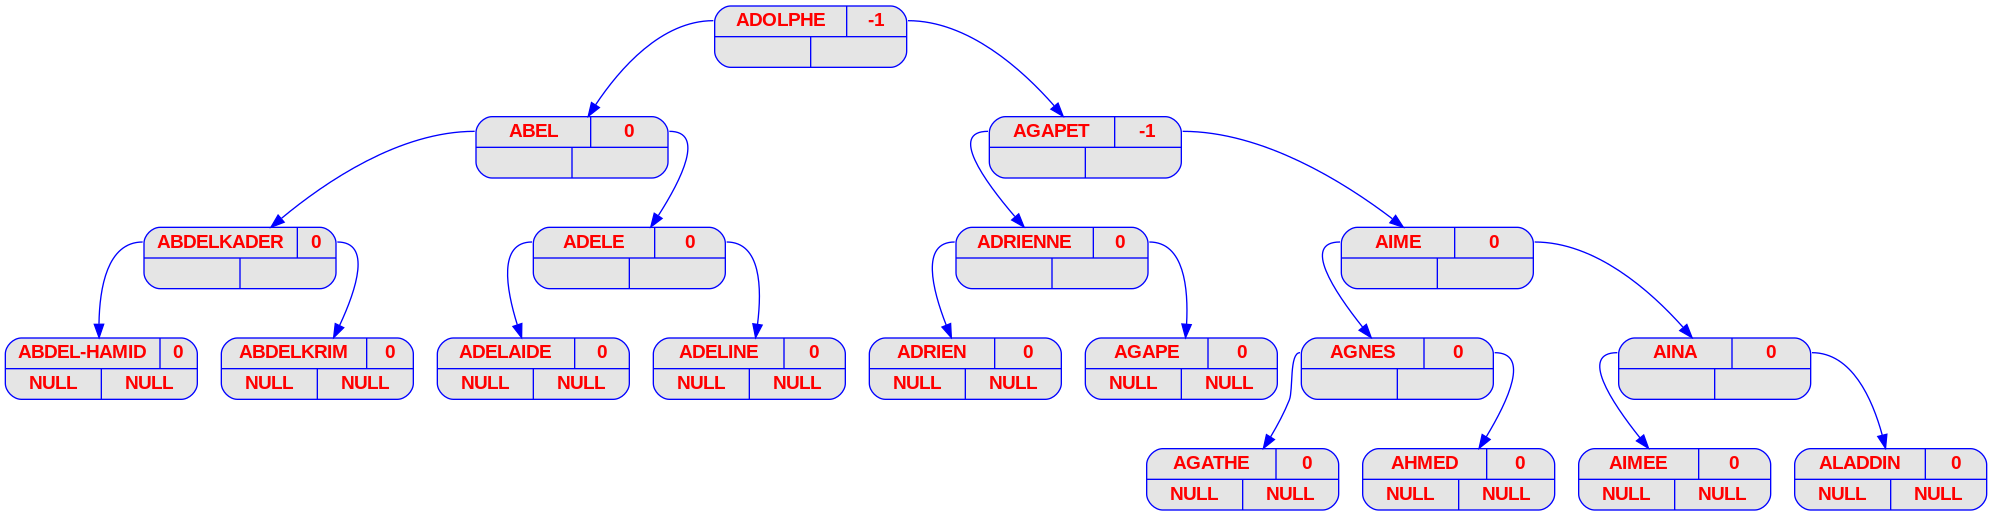 ADOLPHE -1
ABEL 0
AGAPET -1
ABDELKADER 0
ADELE 0
ADRIENNE 0
AIME 0
ABDEL-HAMID 0
NULL NULL
ABDELKRIM 0
NULL NULL
ADELAIDE 0
NULL NULL
ADELINE 0
NULL NULL
ADRIEN 0
NULL NULL
AGAPE 0
NULL NULL
AGNES 0
AINA 0
AGATHE 0
NULL NULL
AHMED 0
NULL NULL
AIMEE 0
NULL NULL
ALADDIN 0
NULL NULL